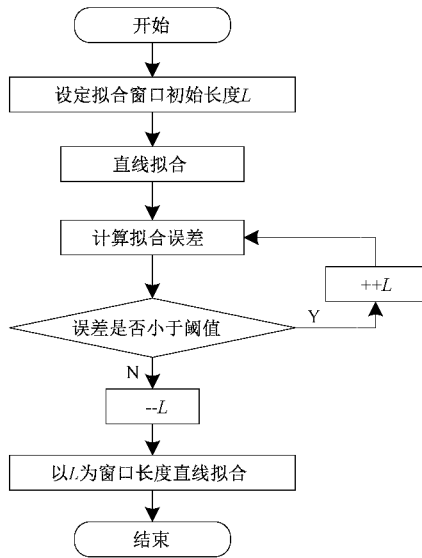 开始
设定拟合窗口初始长度L
直线拟合
计算拟合误差
++L
误差是否小于阈值
Y
N
--L
以L为窗口长度直线拟合
结束